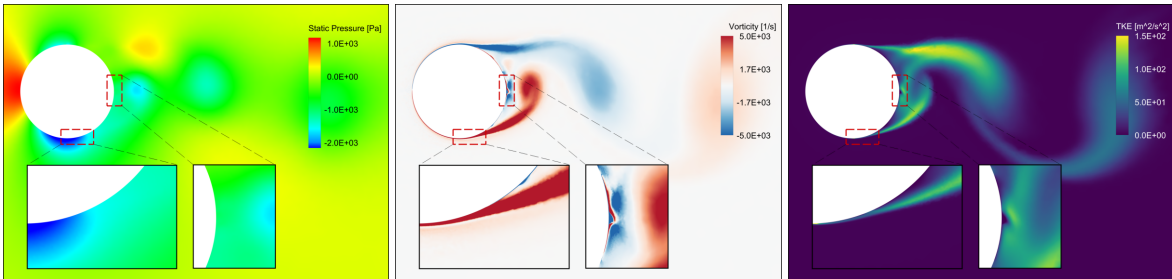 Static Pressure [Pa]
1.0E+03
0.0E+00
-1.0E+03
-2.0E+03
Vorticity [1/s]
5.0E+03
1.7E+03
-1.7E+03
-5.0E+03
TKE [m^2/s^2]
1.5E+02
1.0E+02
5.0E+01
0.0E+00